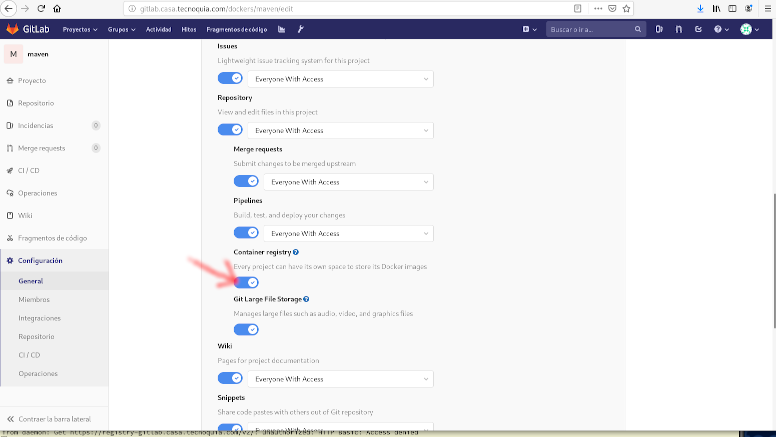 gitlab.casa.tecnoquia.com/dockers/maven/edit
GitLab Proyectos Grupos Actividad Hitos Fragmentos de código Buscar o ir a...
M maven
Proyecto
Repositorio
Incidencias 0
Merge requests 0
CI / CD
Operaciones
Wiki
Fragmentos de código
Configuración
General
Miembros
Integraciones
Repositorio
CI / CD
Operaciones
Contraer la barra lateral
Issues
Lightweight issue tracking system for this project
Everyone With Access
Repository
View and edit files in this project
Everyone With Access
Merge requests
Submit changes to be merged upstream
Everyone With Access
Pipelines
Build, test, and deploy your changes
Everyone With Access
Container registry
Every project can have its own space to store its Docker images
Git Large File Storage
Manages large files such as audio, video, and graphics files
Wiki
Pages for project documentation
Everyone With Access
Snippets
Share code pastes with others out of Git repository
Everyone With Access
from daemon: Get https://registry-gitlab.casa.tecnoquia.com/v2/: unauthorized: HTTP Basic: Access denied